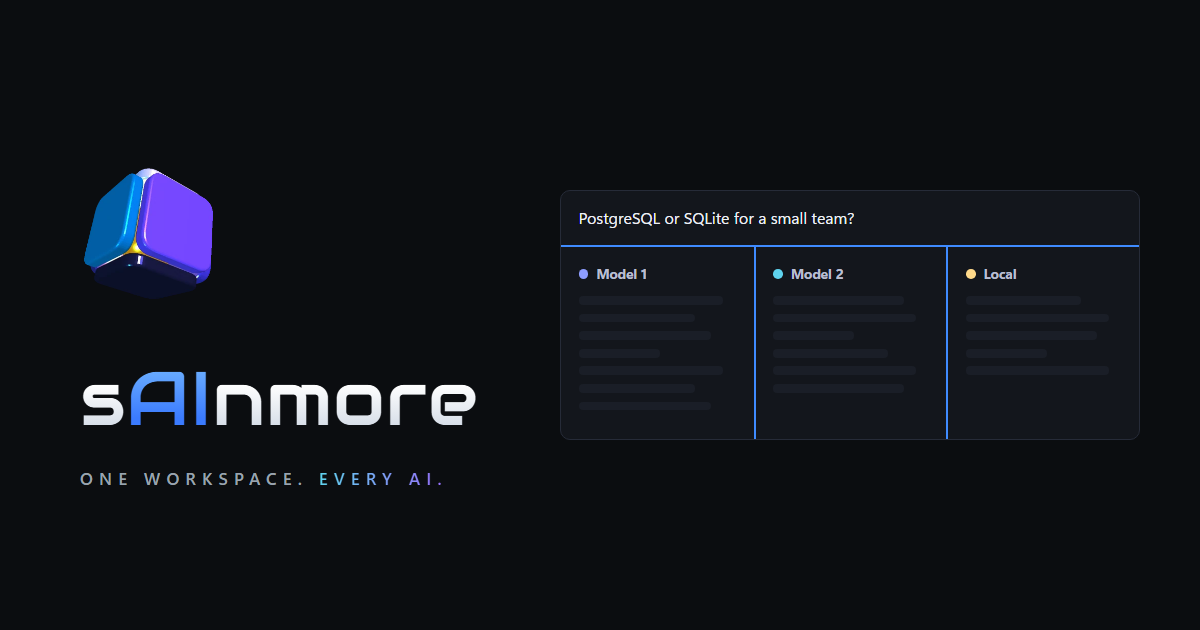 sAInmore
ONE WORKSPACE. EVERY AI.
PostgreSQL or SQLite for a small team?
Model 1
Model 2
Local